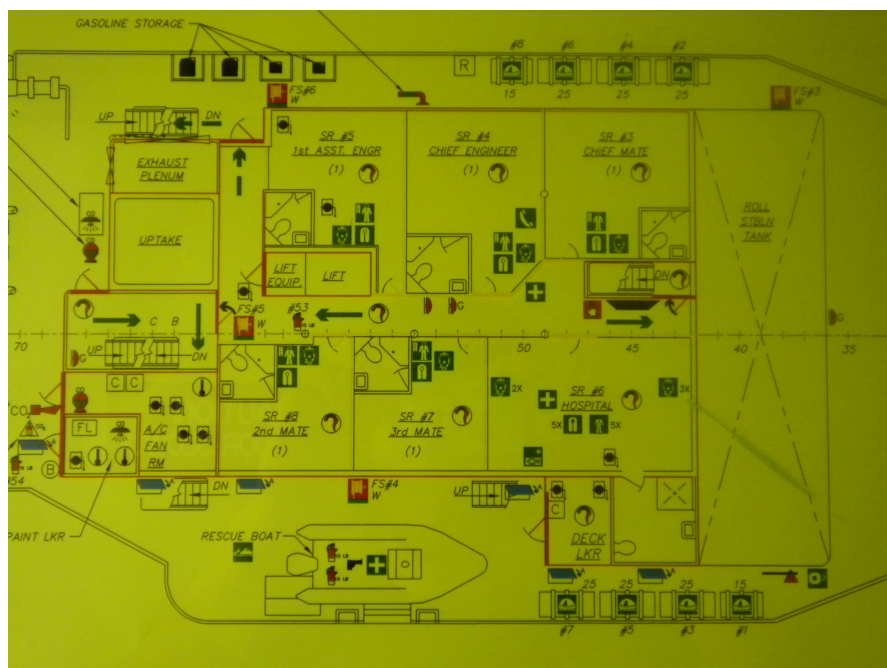 GASOLINE STORAGE
#8
#6
#4
#2
R
15
25
25
25
FS#6
W
FS#3
W
UP
DN
SR #5
1st ASST. ENGR
(1)
SR #4
CHIEF ENGINEER
(1)
SR #3
CHIEF MATE
(1)
EXHAUST
PLENUM
ROLL
STBLN
TANK
UPTAKE
LIFT
EQUIP.
LIFT
DN
#53
FS#5
W
G
G
C
B
70
50
45
40
35
G
UP
DN
C
C
2X
SR #6
HOSPITAL
3X
CO2
FL
A/C
FAN
RM
SR #8
2nd MATE
(1)
SR #7
3rd MATE
(1)
5X
5X
B
954
DN
FS#4
W
UP
C
PAINT LKR
RESCUE BOAT
DECK
LKR
25
25
25
15
#7
#5
#3
#1